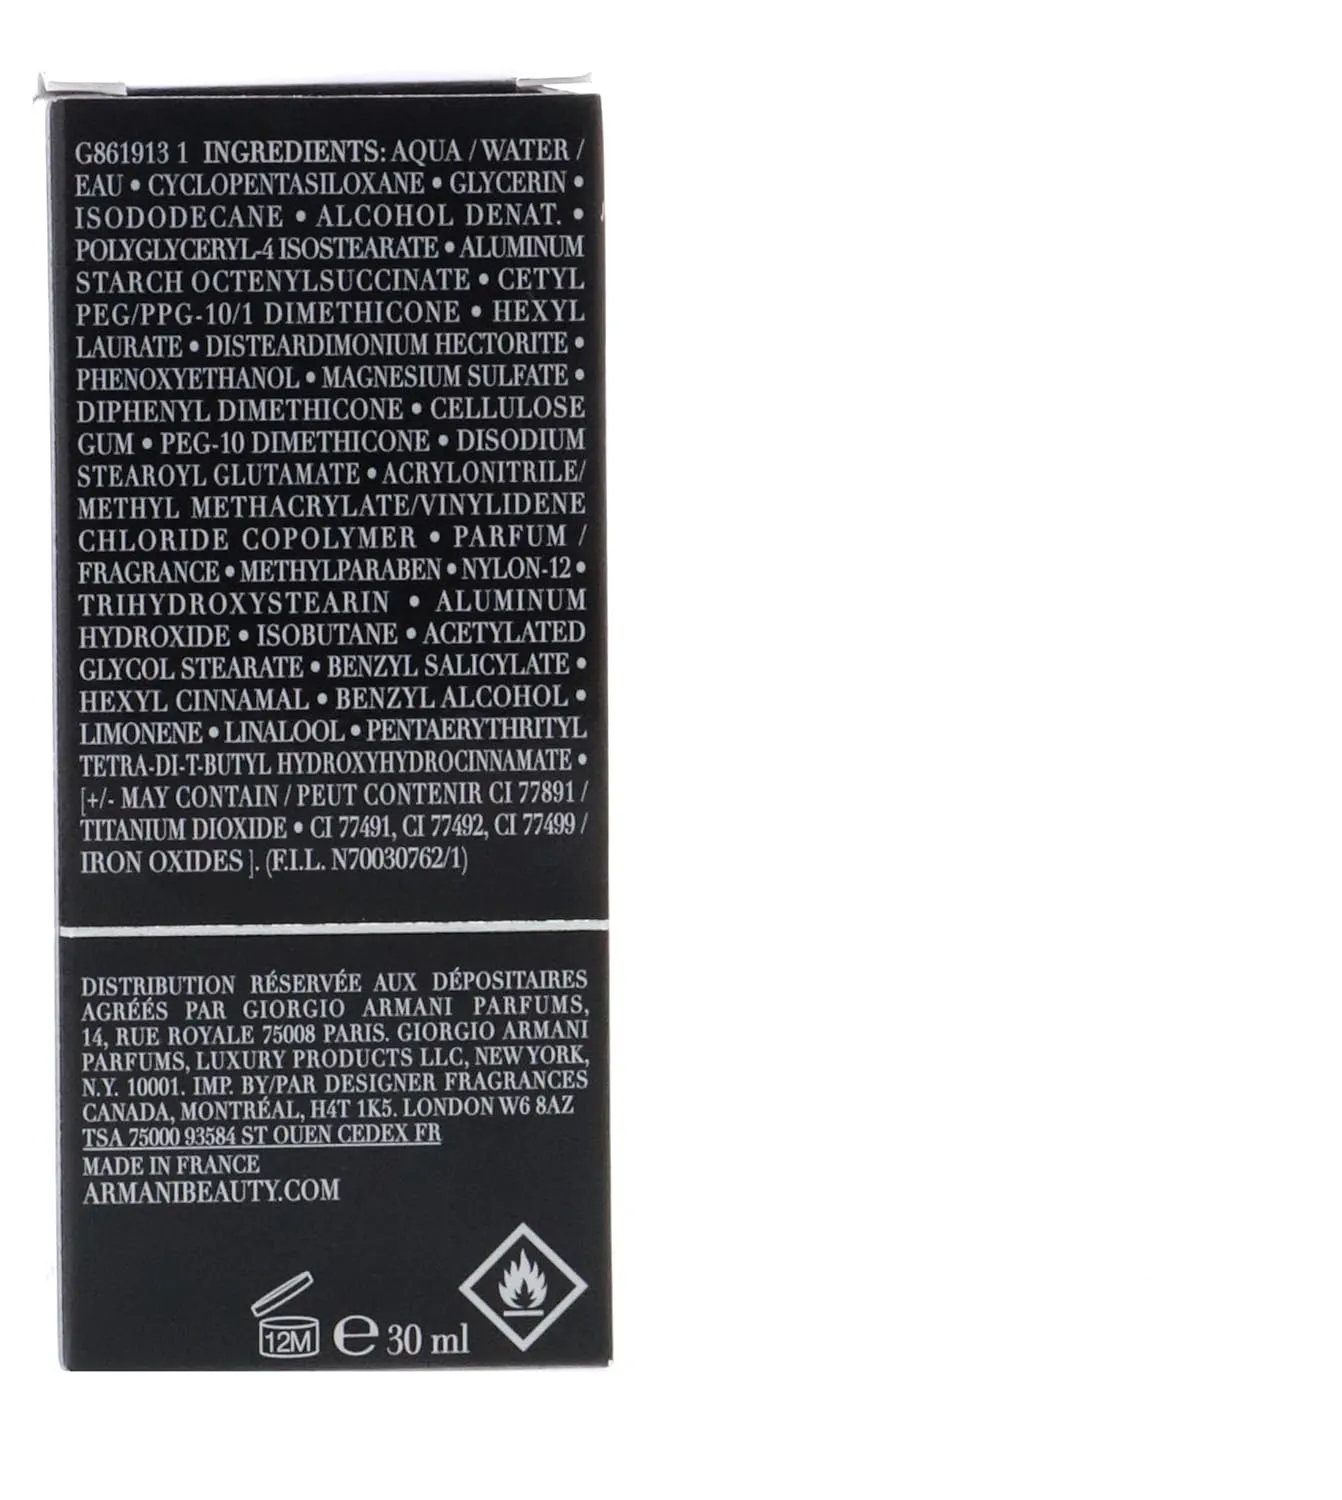 G861913 1 INGREDIENTS: AQUA / WATER /
EAU • CYCLOPENTASILOXANE • GLYCERIN •
ISODODECANE • ALCOHOL DENAT. •
POLYGLYCERYL-4 ISOSTEARATE • ALUMINUM
STARCH OCTENYLSUCCINATE • CETYL
PEG/PPG-10/1 DIMETHICONE • HEXYL
LAURATE • DISTEARDIMONIUM HECTORITE •
PHENOXYETHANOL • MAGNESIUM SULFATE •
DIPHENYL DIMETHICONE • CELLULOSE
GUM • PEG-10 DIMETHICONE • DISODIUM
STEAROYL GLUTAMATE • ACRYLONITRILE/
METHYL METHACRYLATE/VINYLIDENE
CHLORIDE COPOLYMER • PARFUM /
FRAGRANCE • METHYLPARABEN • NYLON-12 •
TRIHYDROXYSTEARIN • ALUMINUM
HYDROXIDE • ISOBUTANE • ACETYLATED
GLYCOL STEARATE • BENZYL SALICYLATE •
HEXYL CINNAMAL • BENZYL ALCOHOL •
LIMONENE • LINALOOL • PENTAERYTHRITYL
TETRA-DI-T-BUTYL HYDROXYHYDROCINNAMATE •
[+/- MAY CONTAIN / PEUT CONTENIR CI 77891 /
TITANIUM DIOXIDE • CI 77491, CI 77492, CI 77499 /
IRON OXIDES ]. (F.I.L. N70030762/1)
DISTRIBUTION RÉSERVÉE AUX DÉPOSITAIRES
AGRÉÉS PAR GIORGIO ARMANI PARFUMS,
14, RUE ROYALE 75008 PARIS. GIORGIO ARMANI
PARFUMS, LUXURY PRODUCTS LLC, NEW YORK,
N.Y. 10001. IMP. BY/PAR DESIGNER FRAGRANCES
CANADA, MONTRÉAL, H4T 1K5. LONDON W6 8AZ
TSA 75000 93584 ST OUEN CEDEX FR
MADE IN FRANCE
ARMANIBEAUTY.COM
12M e 30 ml